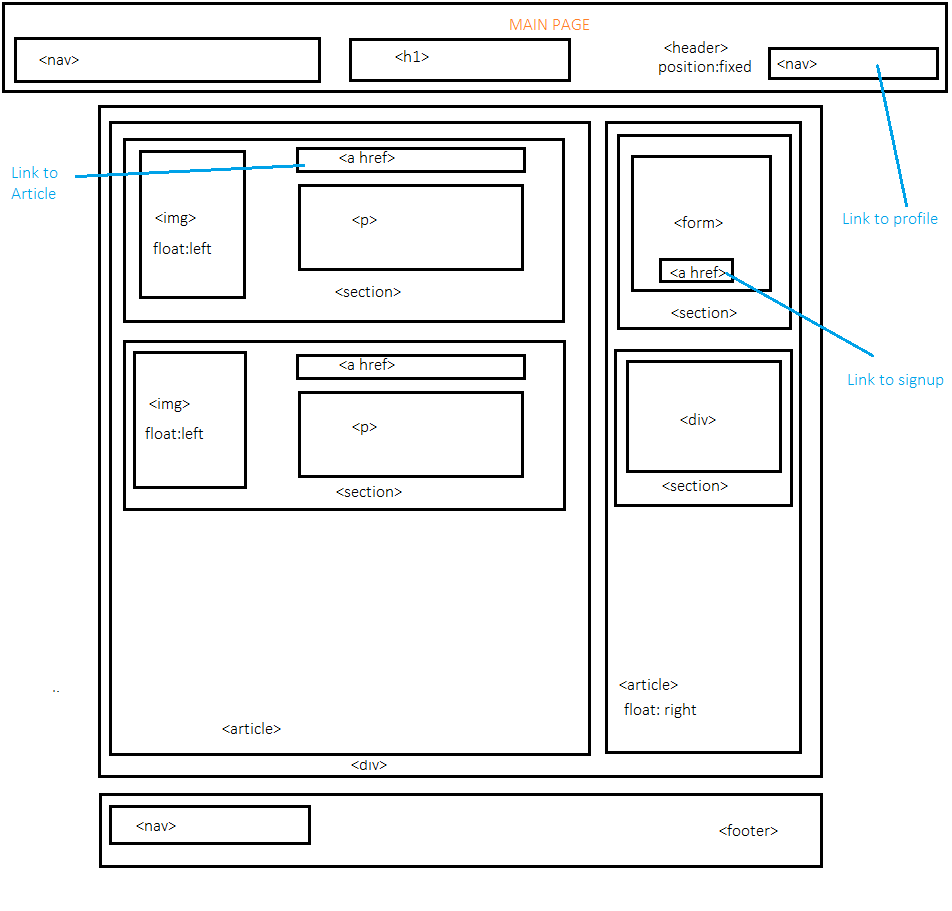 MAIN PAGE
<nav>
<h1>
<header>
position:fixed
<nav>
Link to
Article
<a href>
<img>
float:left
<p>
<section>
<form>
<a href>
<section>
Link to profile
Link to signup
<a href>
<img>
float:left
<p>
<section>
<div>
<section>
<article>
float: right
..
<article>
<div>
<nav>
<footer>